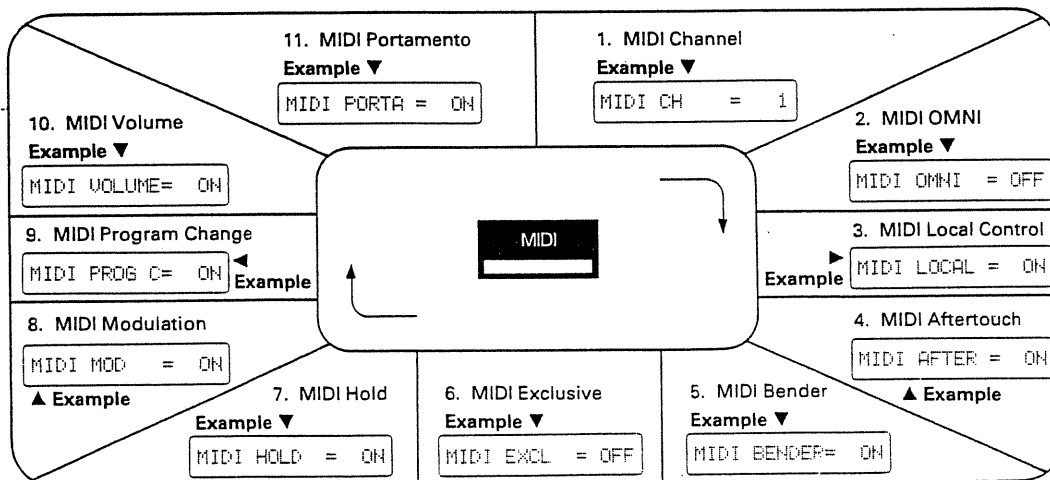 11. MIDI Portamento
Example ▼
MIDI PORTA = ON
1. MIDI Channel
Example ▼
MIDI CH = 1
10. MIDI Volume
Example ▼
MIDI VOLUME= ON
2. MIDI OMNI
Example ▼
MIDI OMNI = OFF
9. MIDI Program Change
MIDI PROG C= ON
◀ Example
MIDI
3. MIDI Local Control
▶ Example
MIDI LOCAL = ON
8. MIDI Modulation
MIDI MOD = ON
▲ Example
4. MIDI Aftertouch
MIDI AFTER = ON
▲ Example
7. MIDI Hold
Example ▼
MIDI HOLD = ON
6. MIDI Exclusive
Example ▼
MIDI EXCL = OFF
5. MIDI Bender
Example ▼
MIDI BENDER= ON